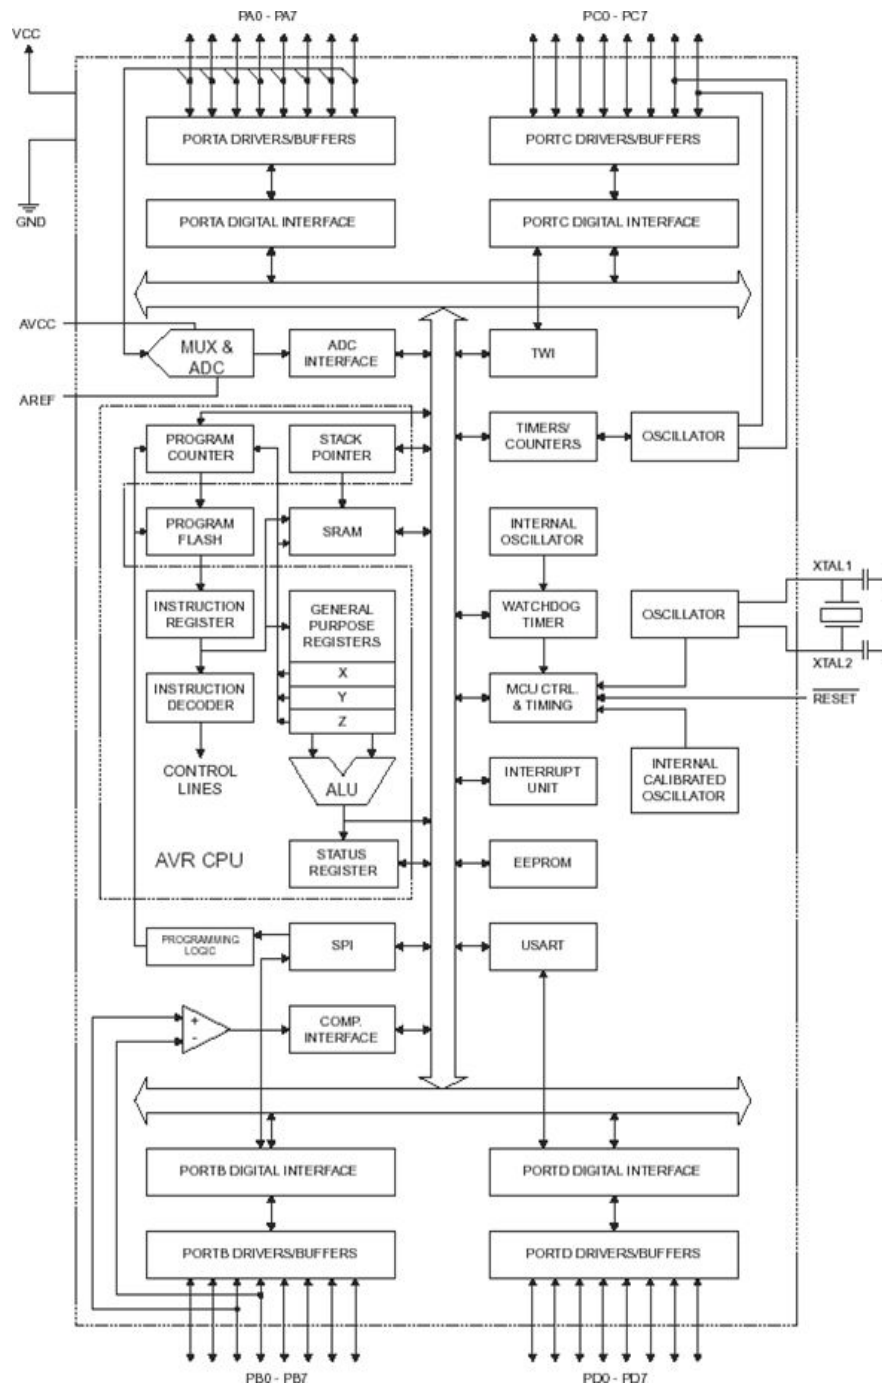 PA0 - PA7
PC0 - PC7
VCC
PORTA DRIVERS/BUFFERS
PORTC DRIVERS/BUFFERS
GND
PORTA DIGITAL INTERFACE
PORTC DIGITAL INTERFACE
AVCC
MUX &
ADC
ADC
INTERFACE
TWI
AREF
PROGRAM
COUNTER
STACK
POINTER
TIMERS/
COUNTERS
OSCILLATOR
PROGRAM
FLASH
SRAM
INTERNAL
OSCILLATOR
XTAL1
INSTRUCTION
REGISTER
GENERAL
PURPOSE
REGISTERS
WATCHDOG
TIMER
OSCILLATOR
XTAL2
X
INSTRUCTION
DECODER
Y
MCU CTRL.
& TIMING
RESET
Z
CONTROL
LINES
ALU
INTERRUPT
UNIT
INTERNAL
CALIBRATED
OSCILLATOR
AVR CPU
STATUS
REGISTER
EEPROM
PROGRAMMING
LOGIC
SPI
USART
+
-
COMP.
INTERFACE
PORTB DIGITAL INTERFACE
PORTD DIGITAL INTERFACE
PORTB DRIVERS/BUFFERS
PORTD DRIVERS/BUFFERS
PB0 - PB7
PD0 - PD7